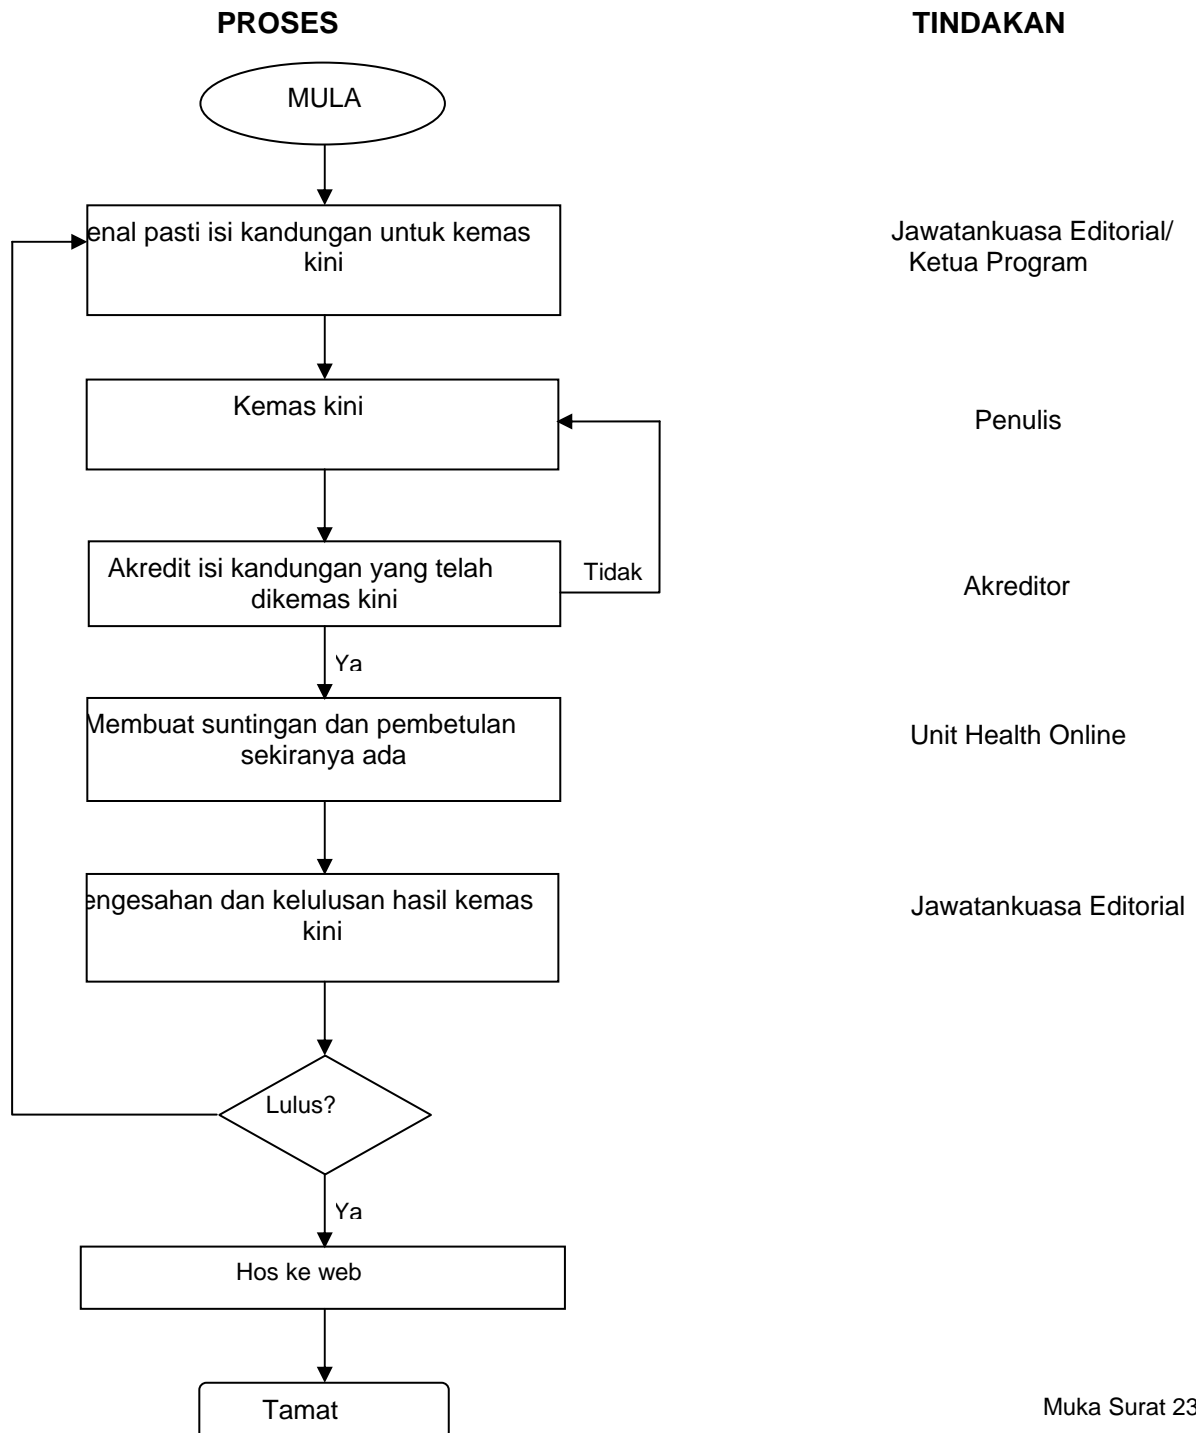 PROSES
TINDAKAN
MULA
enal pasti isi kandungan untuk kemas
kini
Jawatankuasa Editorial/
Ketua Program
Kemas kini
Penulis
Akredit isi kandungan yang telah
dikemas kini
Tidak
Akreditor
Ya
Membuat suntingan dan pembetulan
sekiranya ada
Unit Health Online
engesahan dan kelulusan hasil kemas
kini
Jawatankuasa Editorial
Lulus?
Ya
Hos ke web
Tamat
Muka Surat 23